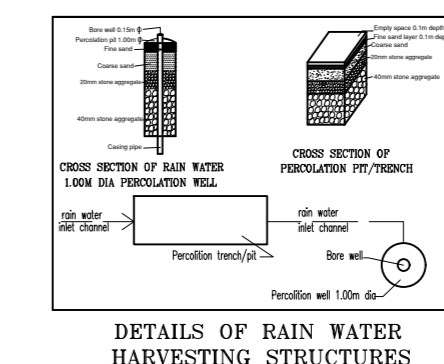 Bore well 0.15m ф
Percolation pit 1.00m ф
Fine sand
Coarse sand
20mm stone aggregate
40mm stone aggregate
Casing pipe
CROSS SECTION OF RAIN WATER
1.00M DIA PERCOLATION WELL
Empty space 0.1m depth
Fine sand layer 0.1m dep
Coarse sand
20mm stone aggregate
40mm stone aggregate
CROSS SECTION OF
PERCOLATION PIT/TRENCH
rain water
inlet channel
Percolition trench/pit
rain water
inlet channel
Bore well
Percolition well 1.00m dia
DETAILS OF RAIN WATER
HARVESTING STRUCTURES